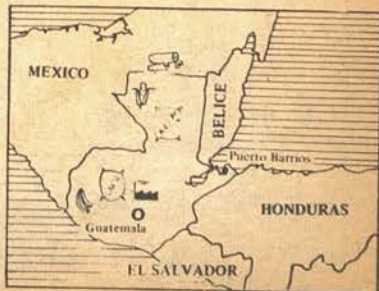 MEXICO
BELICE
Puerto Barrios
HONDURAS
Guatemala
EL SALVADOR